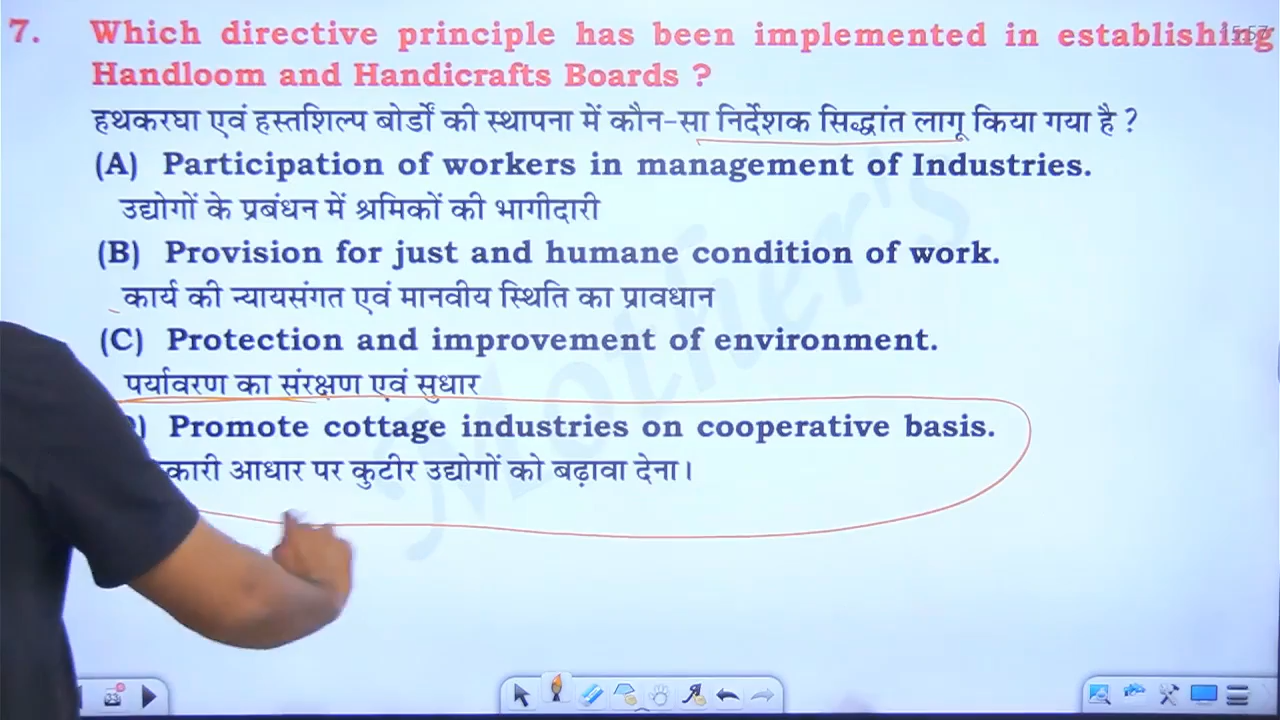 7. Which directive principle has been implemented in establishing
Handloom and Handicrafts Boards ?
हथकरघा एवं हस्तशिल्प बोर्डों की स्थापना में कौन-सा निर्देशक सिद्धांत लागू किया गया है ?
(A) Participation of workers in management of Industries.
उद्योगों के प्रबंधन में श्रमिकों की भागीदारी
(B) Provision for just and humane condition of work.
कार्य की न्यायसंगत एवं मानवीय स्थिति का प्रावधान
(C) Protection and improvement of environment.
पर्यावरण का संरक्षण एवं सुधार
) Promote cottage industries on cooperative basis.
कारी आधार पर कुटीर उद्योगों को बढ़ावा देना।
Mother's
33